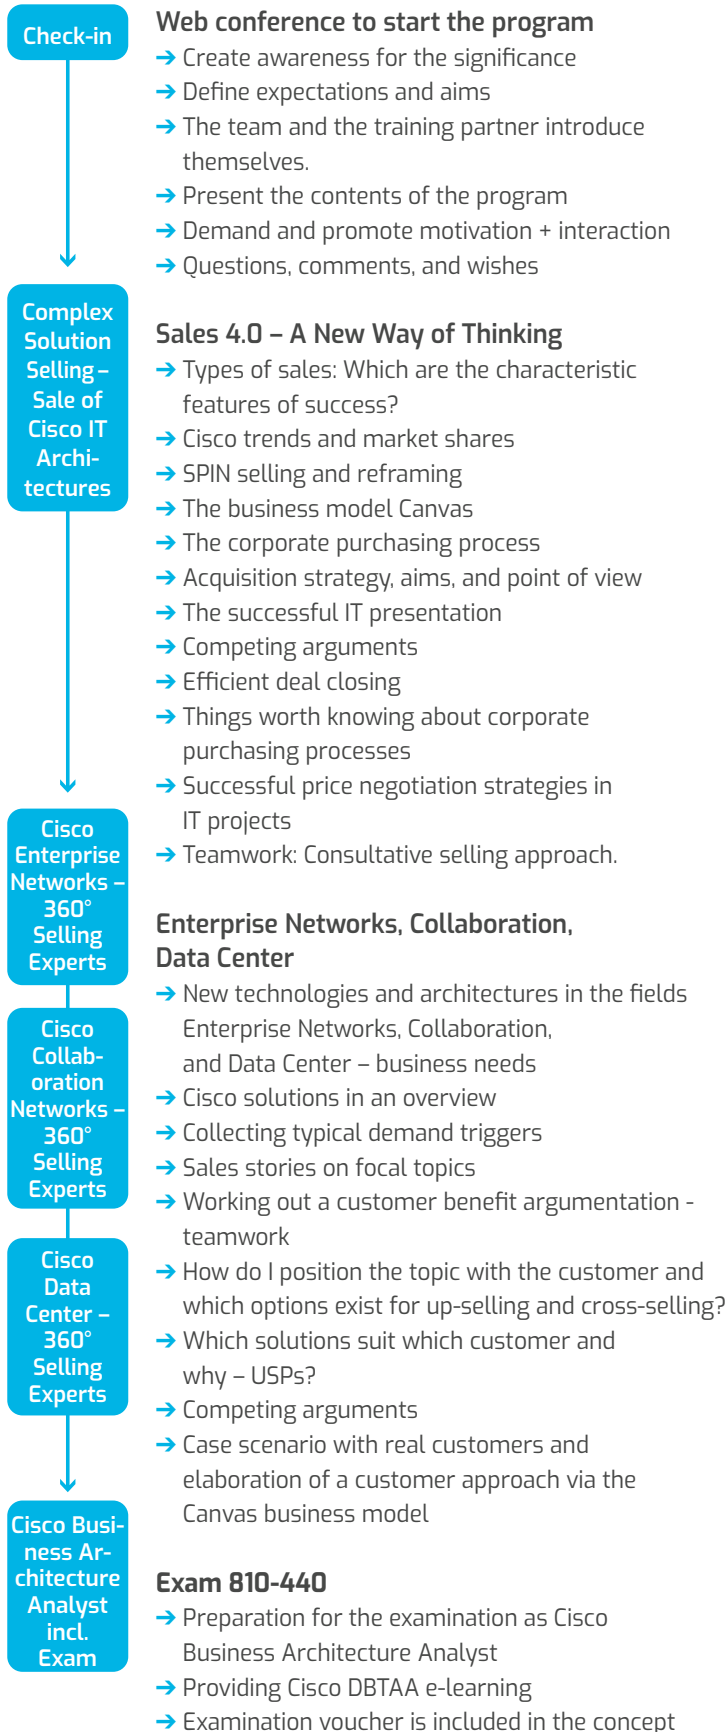 Check-in
Web conference to start the program
➔ Create awareness for the significance
➔ Define expectations and aims
➔ The team and the training partner introduce
themselves.
➔ Present the contents of the program
➔ Demand and promote motivation + interaction
➔ Questions, comments, and wishes
Complex
Solution
Selling –
Sale of
Cisco IT
Archi-
tectures
Sales 4.0 – A New Way of Thinking
➔ Types of sales: Which are the characteristic
features of success?
➔ Cisco trends and market shares
➔ SPIN selling and reframing
➔ The business model Canvas
➔ The corporate purchasing process
➔ Acquisition strategy, aims, and point of view
➔ The successful IT presentation
➔ Competing arguments
➔ Efficient deal closing
➔ Things worth knowing about corporate
purchasing processes
➔ Successful price negotiation strategies in
IT projects
➔ Teamwork: Consultative selling approach.
Cisco
Enterprise
Networks –
360°
Selling
Experts
Cisco
Collab-
oration
Networks –
360°
Selling
Experts
Cisco
Data
Center –
360°
Selling
Experts
Enterprise Networks, Collaboration,
Data Center
➔ New technologies and architectures in the fields
Enterprise Networks, Collaboration,
and Data Center – business needs
➔ Cisco solutions in an overview
➔ Collecting typical demand triggers
➔ Sales stories on focal topics
➔ Working out a customer benefit argumentation -
teamwork
➔ How do I position the topic with the customer and
which options exist for up-selling and cross-selling?
➔ Which solutions suit which customer and
why – USPs?
➔ Competing arguments
➔ Case scenario with real customers and
elaboration of a customer approach via the
Canvas business model
Cisco Busi-
ness Ar-
chitecture
Analyst
incl.
Exam
Exam 810-440
➔ Preparation for the examination as Cisco
Business Architecture Analyst
➔ Providing Cisco DBTAA e-learning
➔ Examination voucher is included in the concept